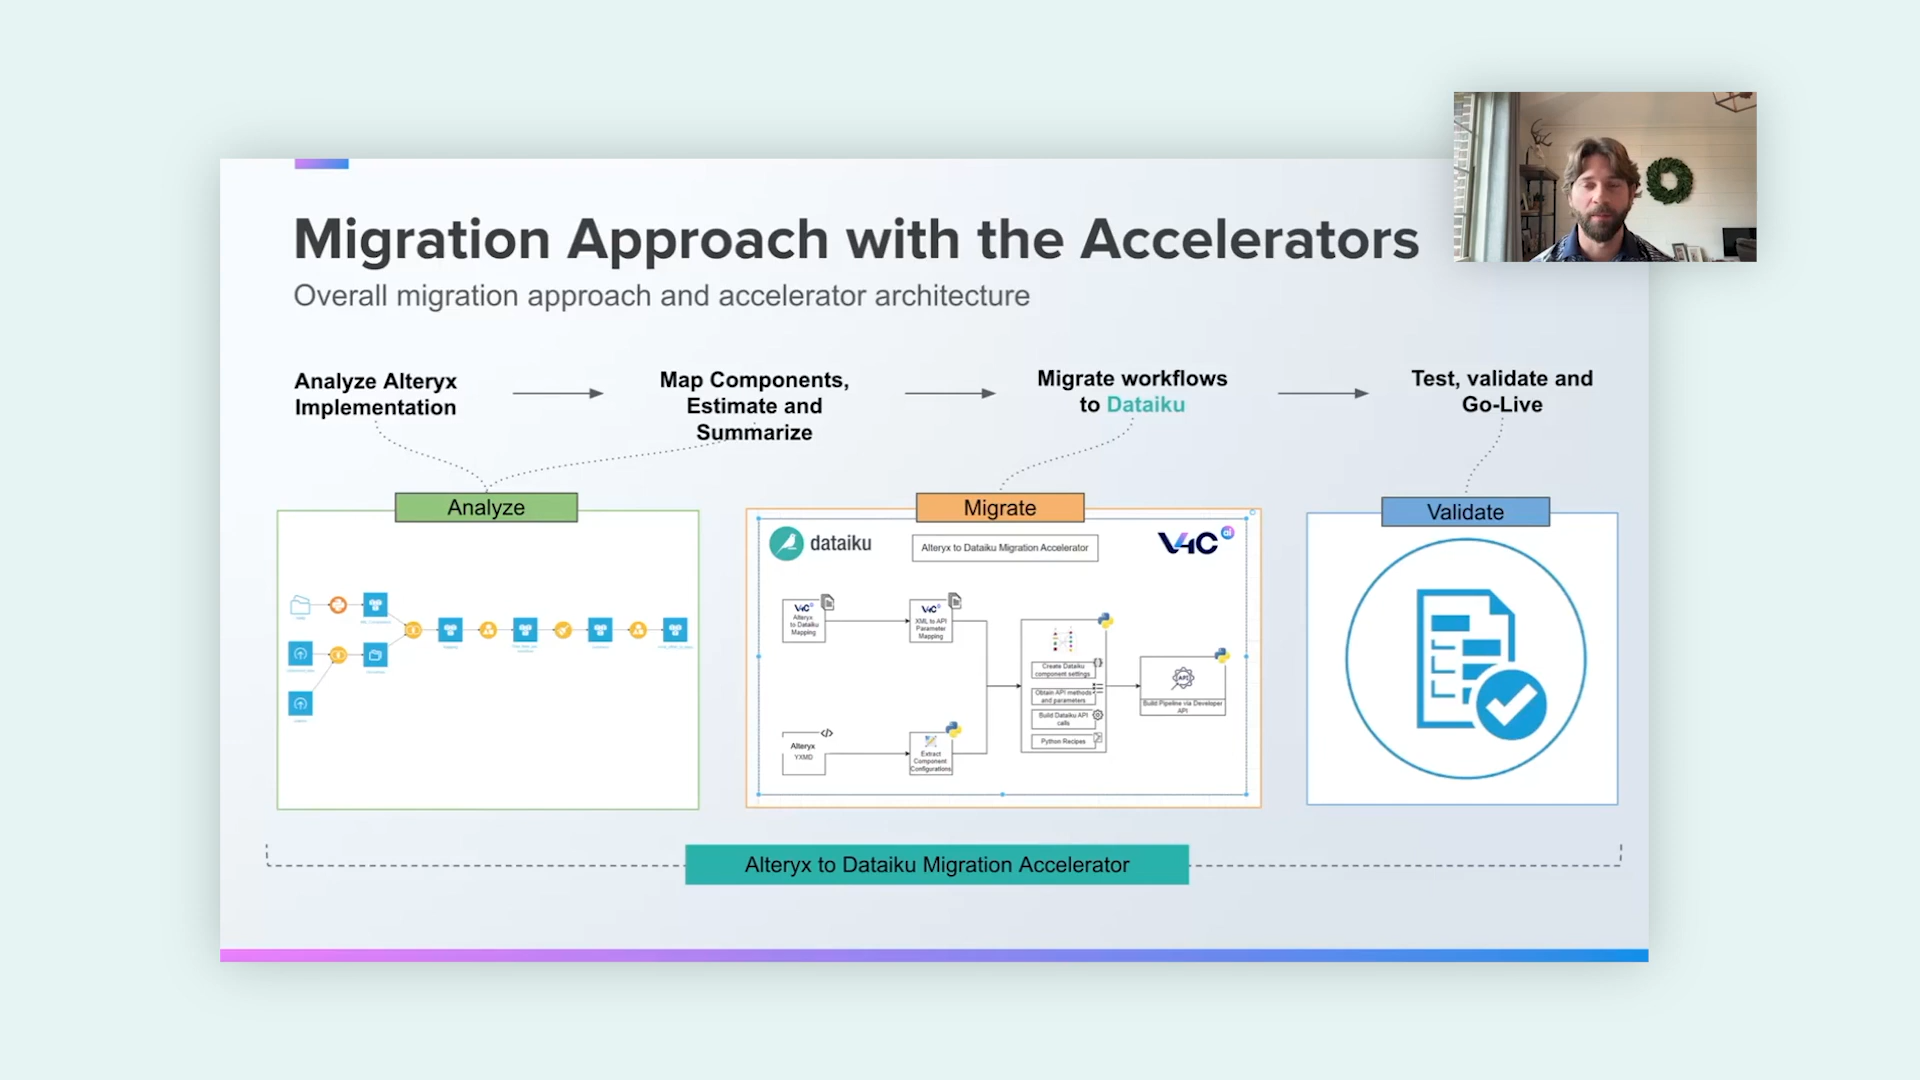 Migration Approach with the Accelerators
Overall migration approach and accelerator architecture
Analyze Alteryx
Implementation
Map Components,
Estimate and
Summarize
Migrate workflows
to Dataiku
Test, validate and
Go-Live
Analyze
Migrate
Validate
dataiku
Alteryx to Dataiku Migration Accelerator
V4C
ai
V4C
Alteryx
to Dataiku
Mapping
V4C
XML to API
Parameter
Mapping
Create Dataiku
component settings
Obtain API methods
and parameters
Build Dataiku API
calls
Python Recipes
API
Build Pipeline via Developer
API
Alteryx
YXMD
Extract
Component
Configurations
Alteryx to Dataiku Migration Accelerator